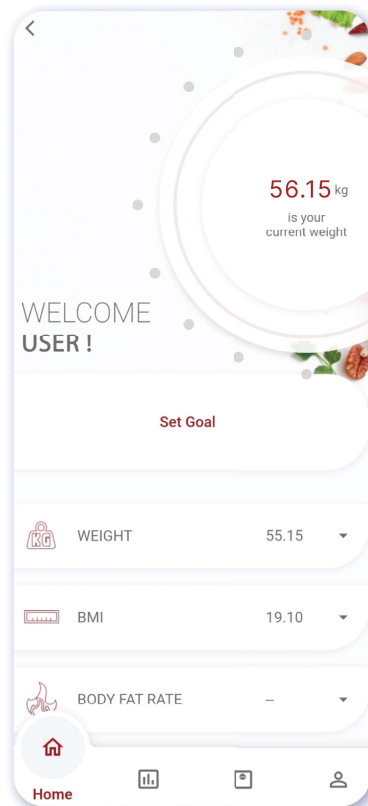 56.15 kg
is your
current weight
WELCOME
USER !
Set Goal
KG
WEIGHT 55.15
BMI 19.10
BODY FAT RATE --
Home